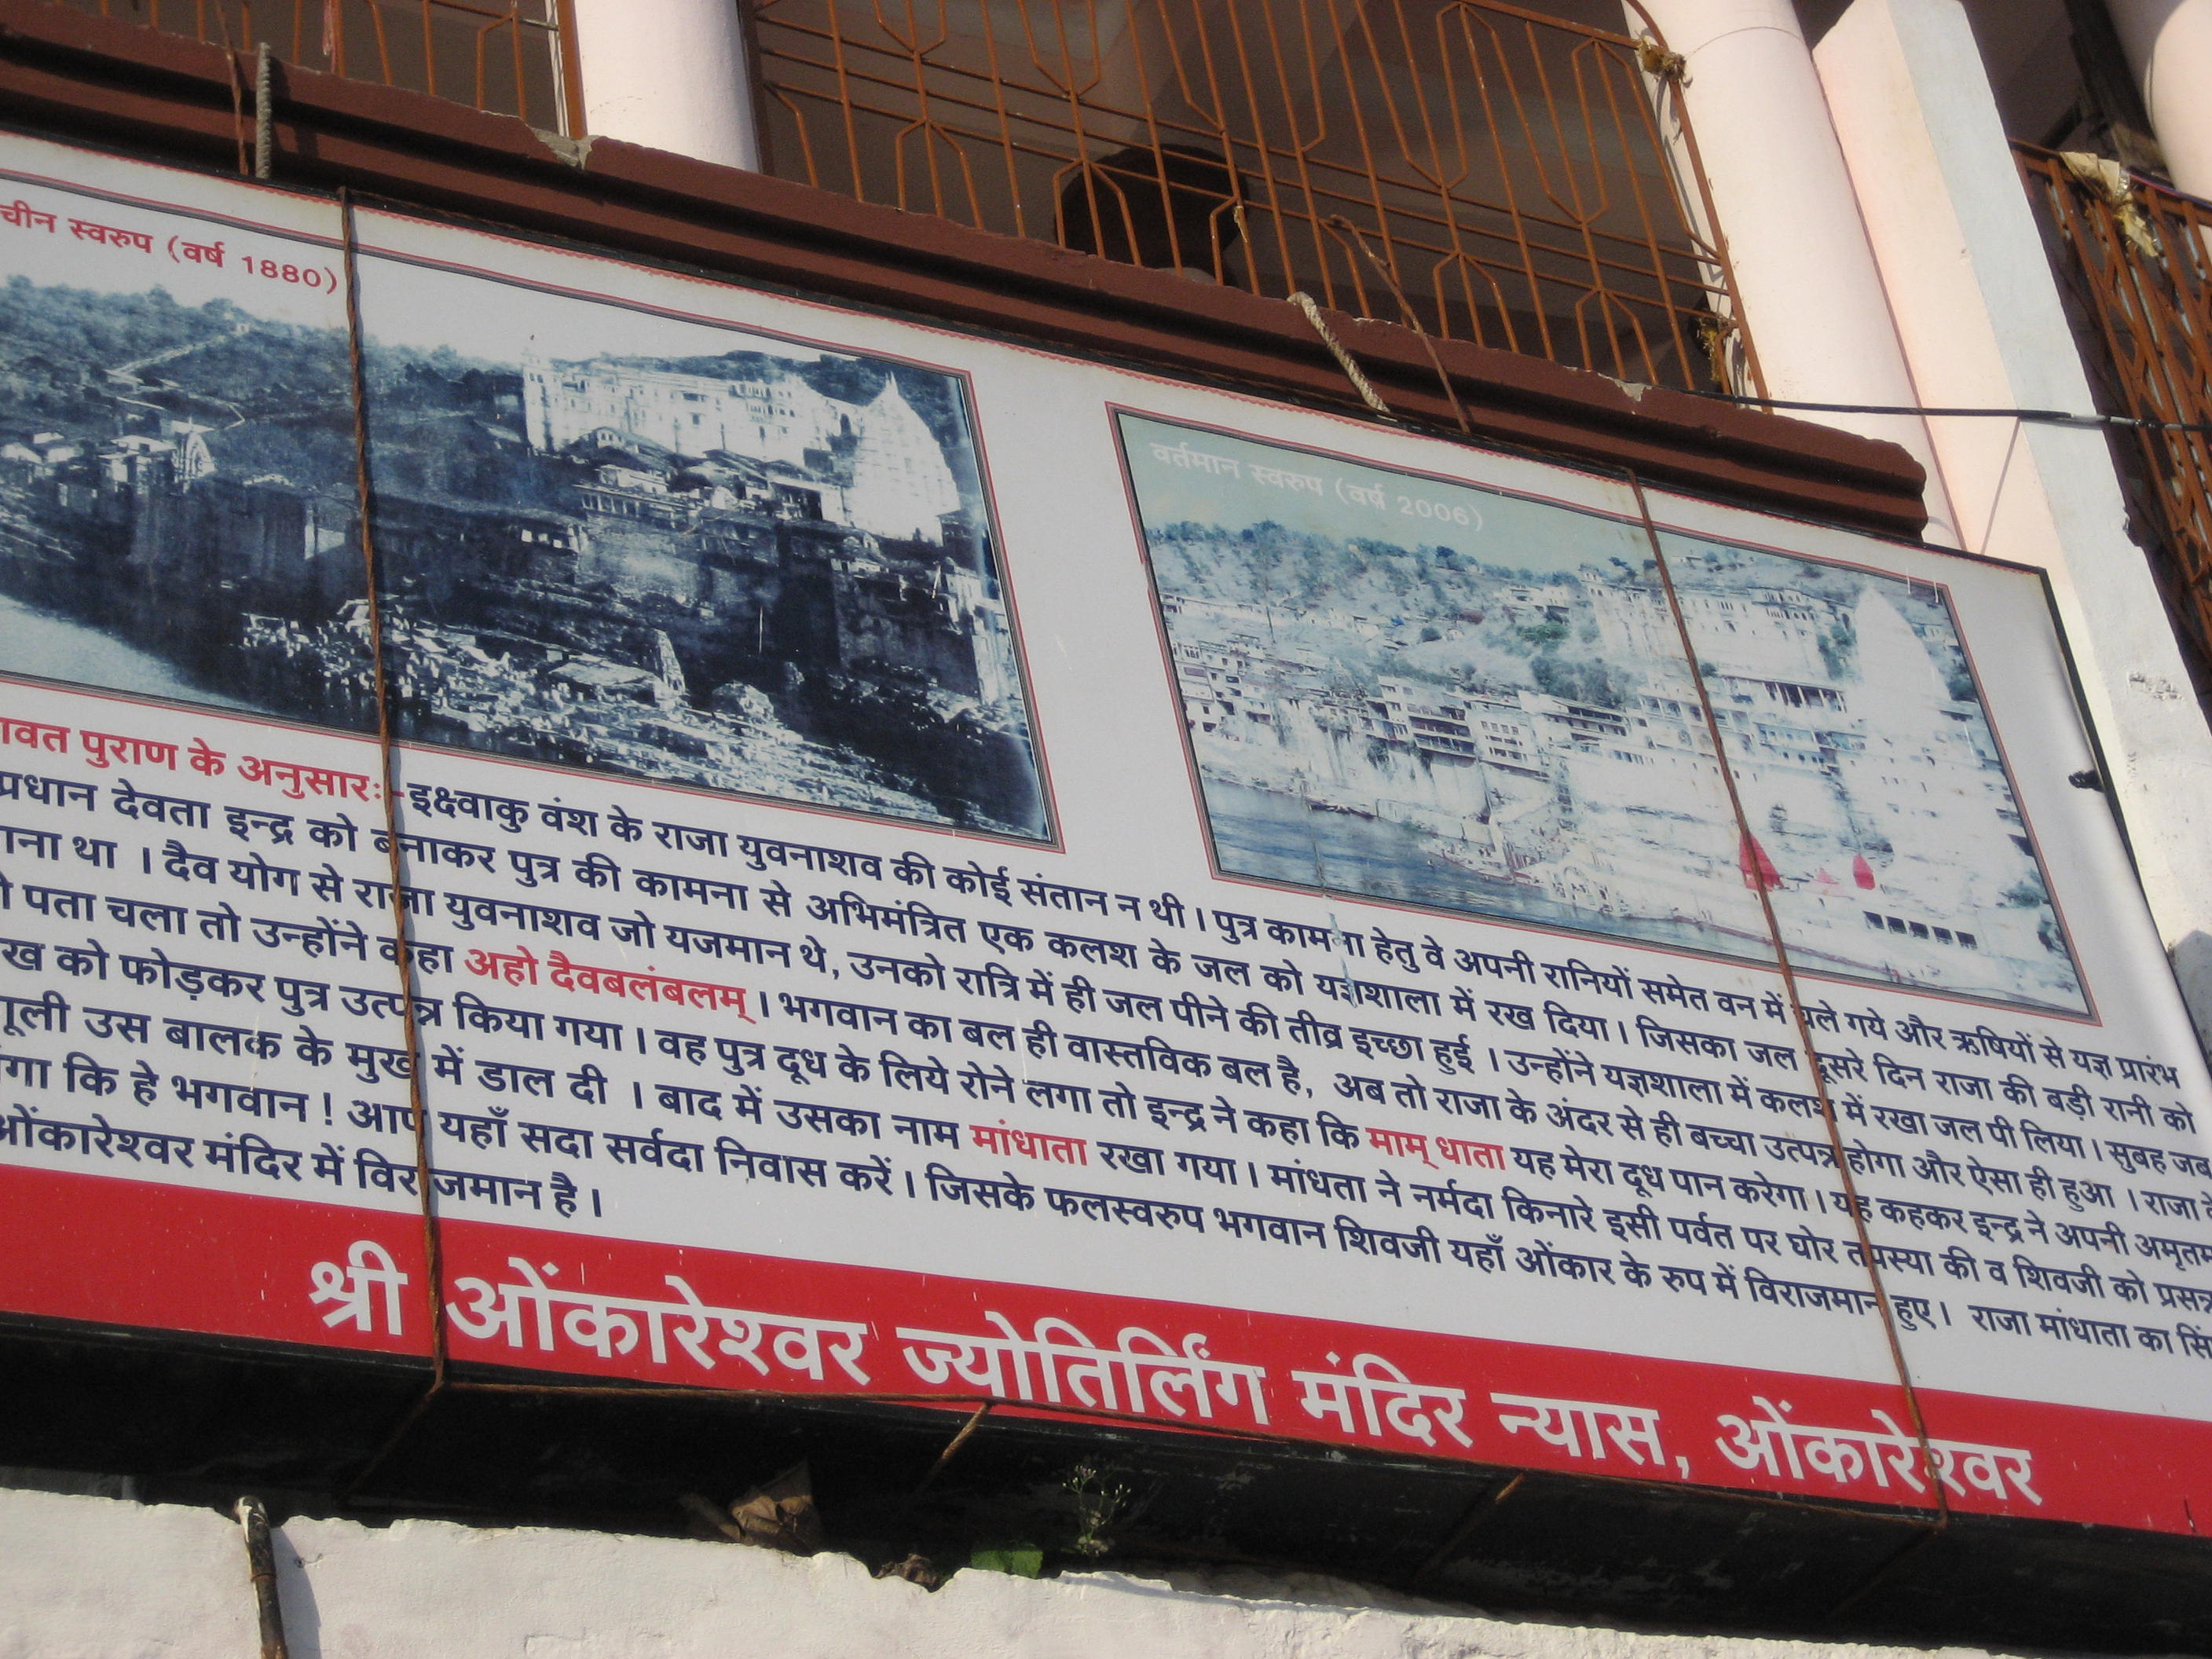 चीन स्वरुप (वर्ष 1880)
वर्तमान स्वरुप (वर्ष 2006)
ावत पुराण के अनुसारः-इक्ष्वाकु वंश के राजा युवनाशव की कोई संतान न थी । पुत्र कामना हेतु वे अपनी रानियों समेत वन में चले गये और ऋषियों से यज्ञ प्रारंभ
प्रधान देवता इन्द्र को बनाकर पुत्र की कामना से अभिमंत्रित एक कलश के जल को यज्ञशाला में रख दिया । जिसका जल दूसरे दिन राजा की बड़ी रानी को
ाना था । दैव योग से राजा युवनाशव जो यजमान थे, उनको रात्रि में ही जल पीने की तीव्र इच्छा हुई । उन्होंने यज्ञशाला में कलश में रखा जल पी लिया । सुबह जब
पता चला तो उन्होंने कहा अहो दैवबलंबलम् । भगवान का बल ही वास्तविक बल है, अब तो राजा के अंदर से ही बच्चा उत्पन्न होगा और ऐसा ही हुआ । राजा
ख को फोड़कर पुत्र उत्पन्न किया गया । वह पुत्र दूध के लिये रोने लगा तो इन्द्र ने कहा कि माम् धाता यह मेरा दूध पान करेगा । यह कहकर इन्द्र ने अपनी अमृतम
गूली उस बालक के मुख में डाल दी । बाद में उसका नाम मांधाता रखा गया । मांधता ने नर्मदा किनारे इसी पर्वत पर घोर तपस्या की व शिवजी को प्रसन्न
ंगा कि हे भगवान ! आप यहाँ सदा सर्वदा निवास करें । जिसके फलस्वरुप भगवान शिवजी यहाँ ओंकार के रुप में विराजमान हुए । राजा मांधाता का सिं
ओंकारेश्वर मंदिर में विराजमान है ।
श्री ओंकारेश्वर ज्योतिर्लिंग मंदिर न्यास, ओंकारेश्वर